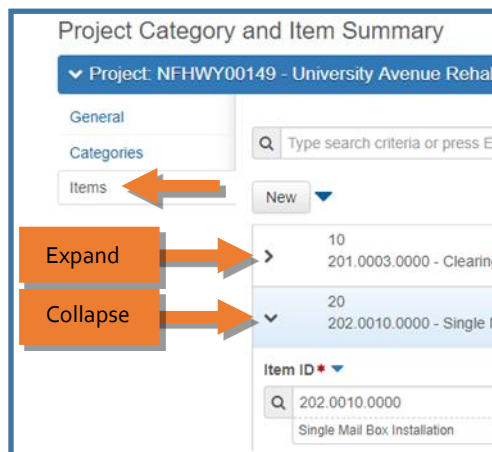 Project Category and Item Summary
Project: NFHWY00149 - University Avenue
General
Categories
Items
Type search criteria or press
New
Expand
10
201.0003.0000 -
Collapse
20
202.0010.0000 - Single
Item ID*
202.0010.0000
Single Mail Box Installation